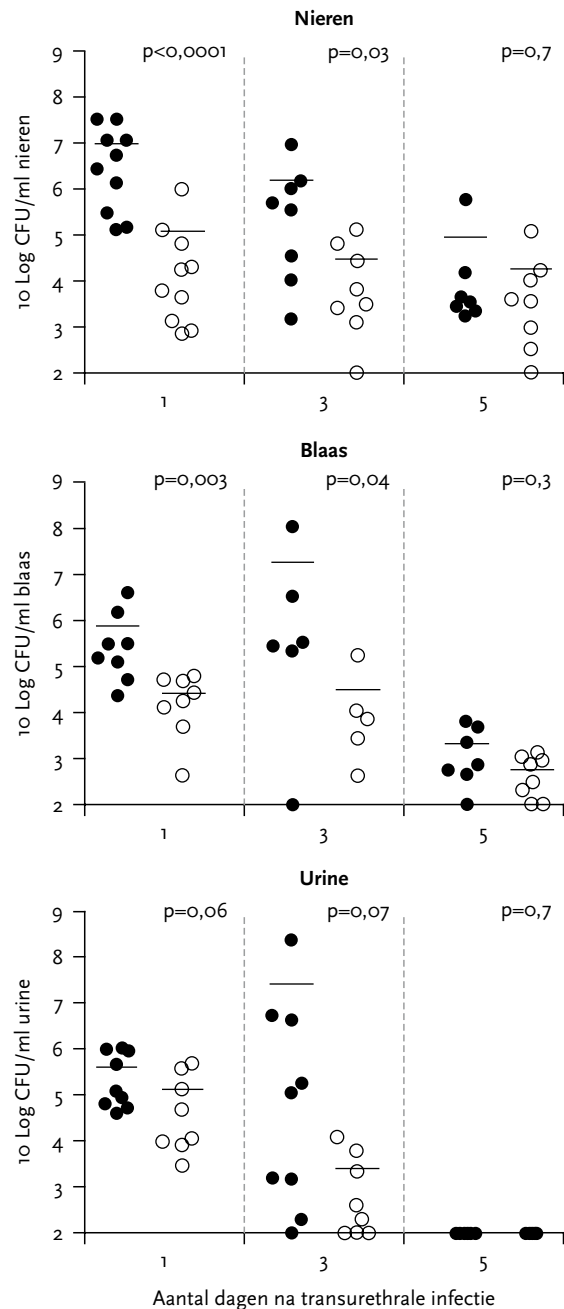 Nieren
p<0,0001 p=0,03 p=0,7
10 Log CFU/ml nieren
9
8
7
6
5
4
3
2
1 3 5
Blaas
p=0,003 p=0,04 p=0,3
10 Log CFU/ml blaas
9
8
7
6
5
4
3
2
1 3 5
Urine
p=0,06 p=0,07 p=0,7
10 Log CFU/ml urine
9
8
7
6
5
4
3
2
1 3 5
Aantal dagen na transurethrale infectie